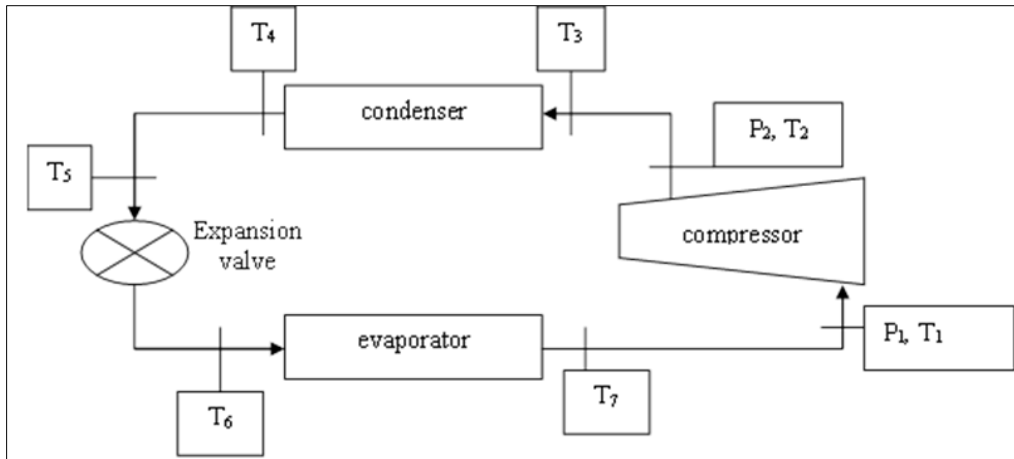 T₄
T₃
condenser
P₂, T₂
T₅
Expansion
valve
compressor
evaporator
P₁, T₁
T₆
T₇